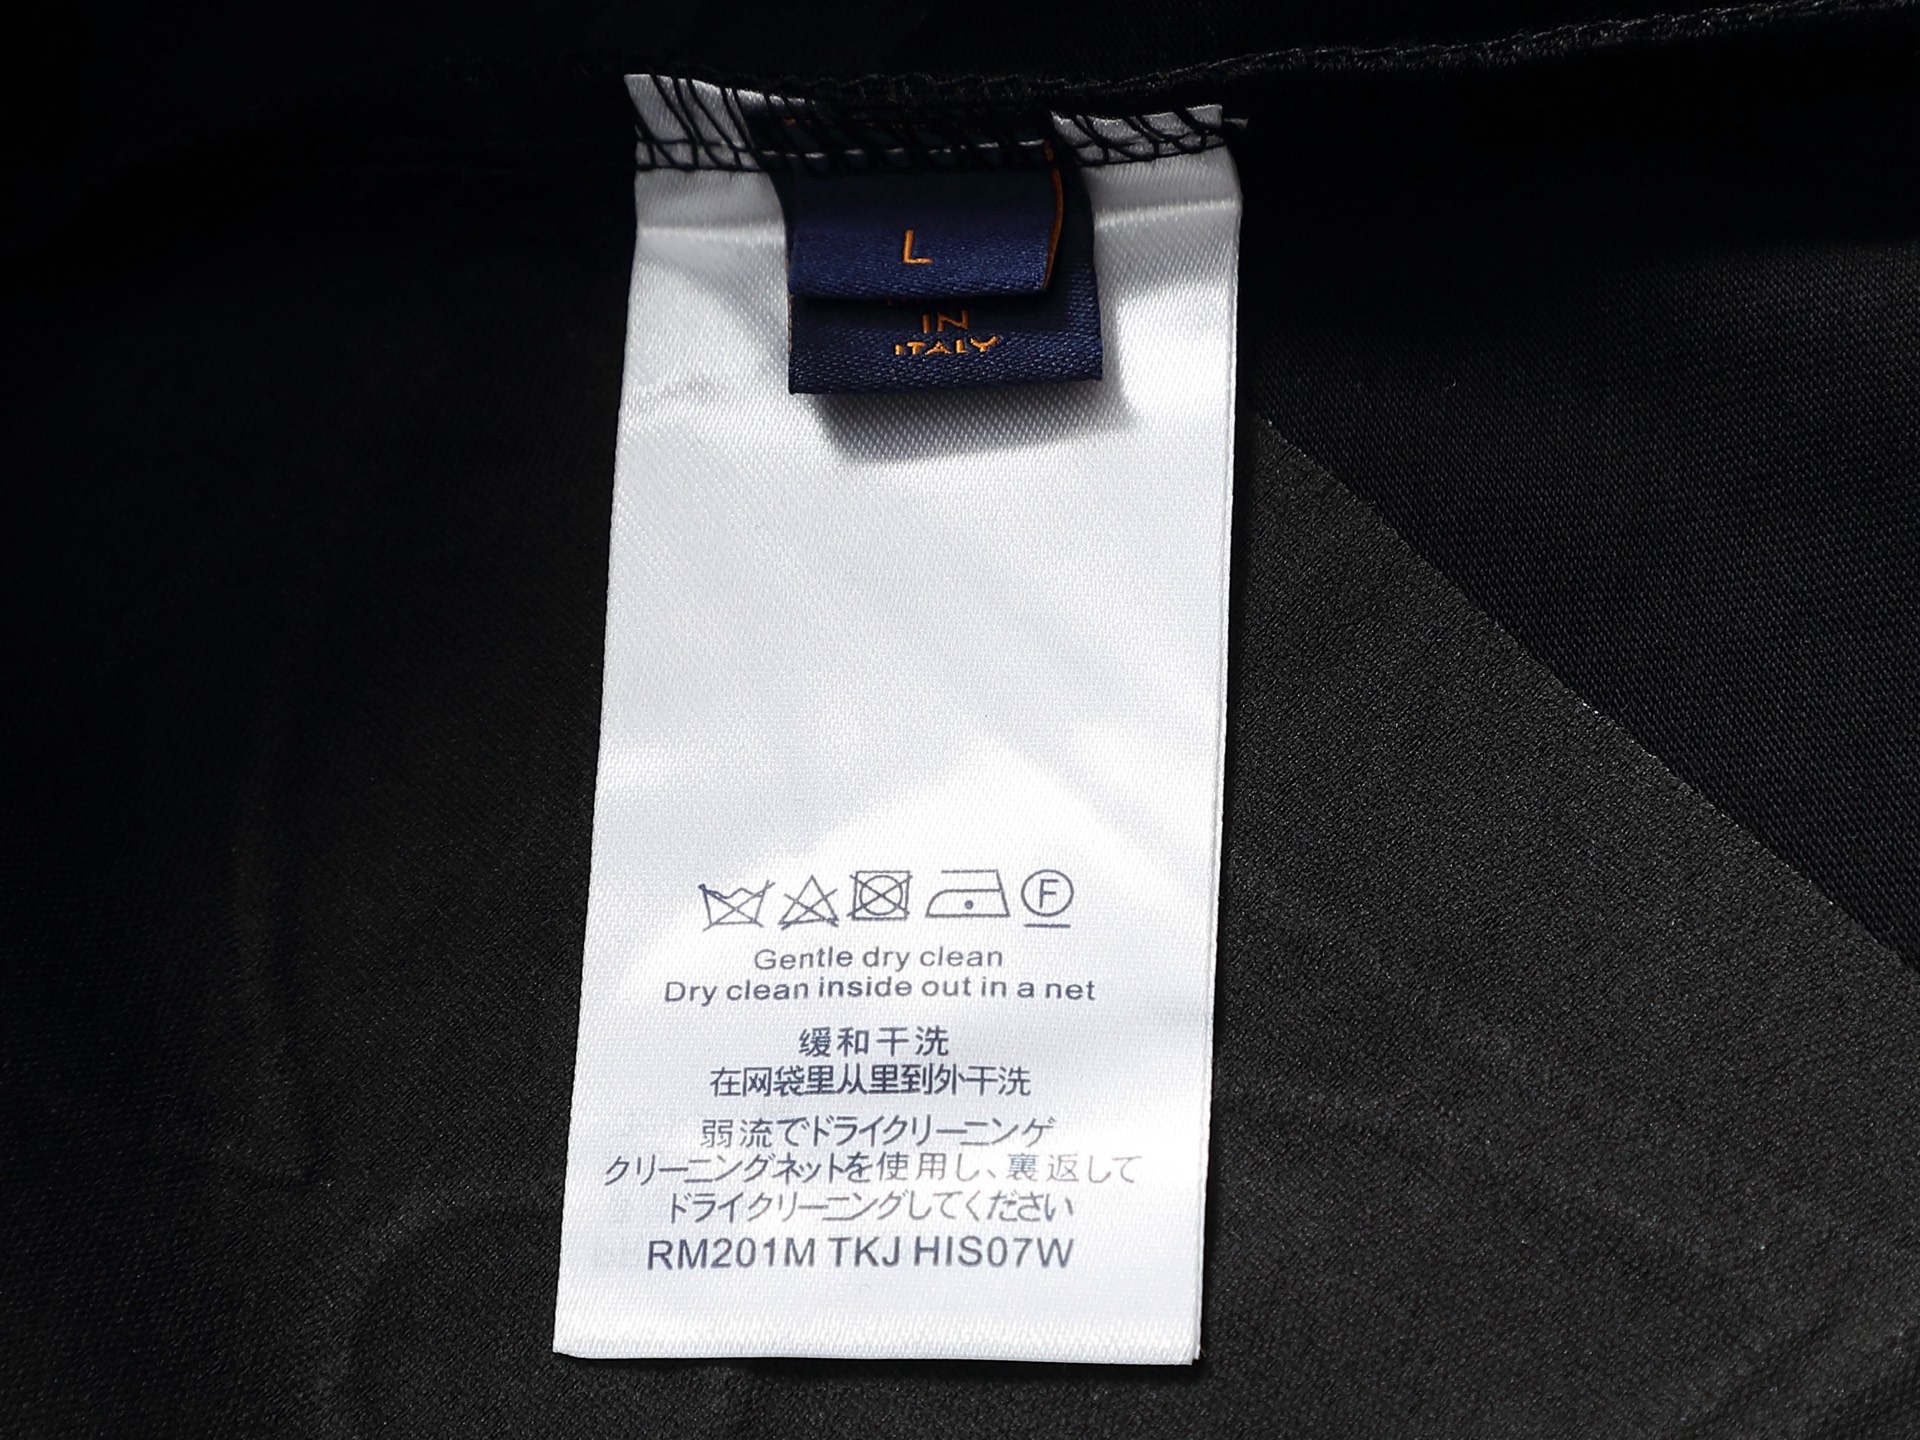 L
IN
ITALY
F
Gentle dry clean
Dry clean inside out in a net
缓和干洗
在网袋里从里到外干洗
弱流でドライクリーニンゲ
クリーニングネットを使用し、裏返して
ドライクリーニングしてください
RM201M TKJ HIS07W